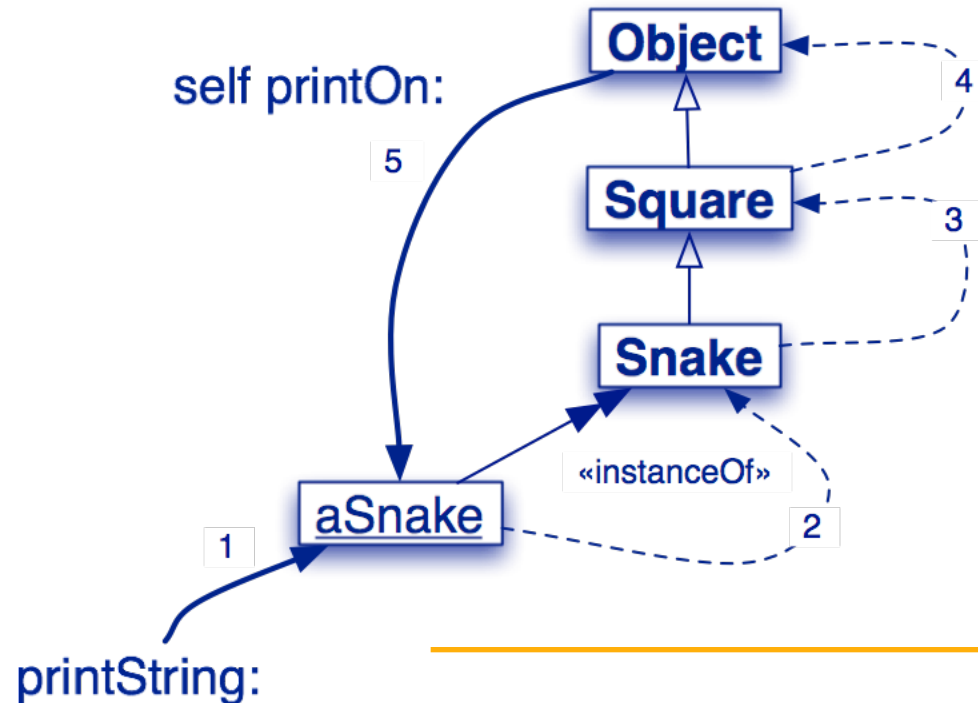 Object
self printOn:
4
5
Square
3
Snake
«instanceOf»
aSnake
2
1
printString: